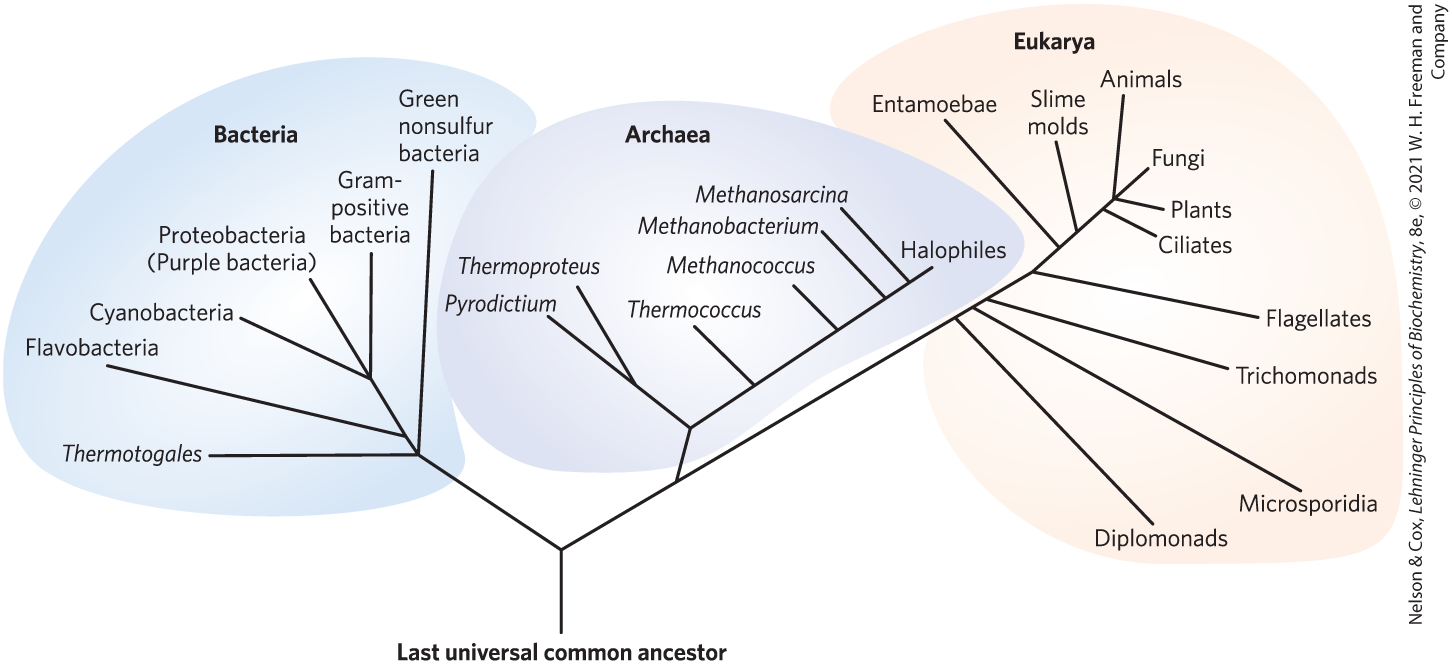 Bacteria
Green
nonsulfur
bacteria
Gram-
positive
bacteria
Proteobacteria
(Purple bacteria)
Cyanobacteria
Flavobacteria
Thermotogales
Archaea
Methanosarcina
Methanobacterium
Halophiles
Methanococcus
Thermoproteus
Pyrodictium
Thermococcus
Eukarya
Entamoebae
Slime
molds
Animals
Fungi
Plants
Ciliates
Flagellates
Trichomonads
Microsporidia
Diplomonads
Last universal common ancestor
Nelson & Cox, Lehninger Principles of Biochemistry, 8e, © 2021 W. H. Freeman and
Company